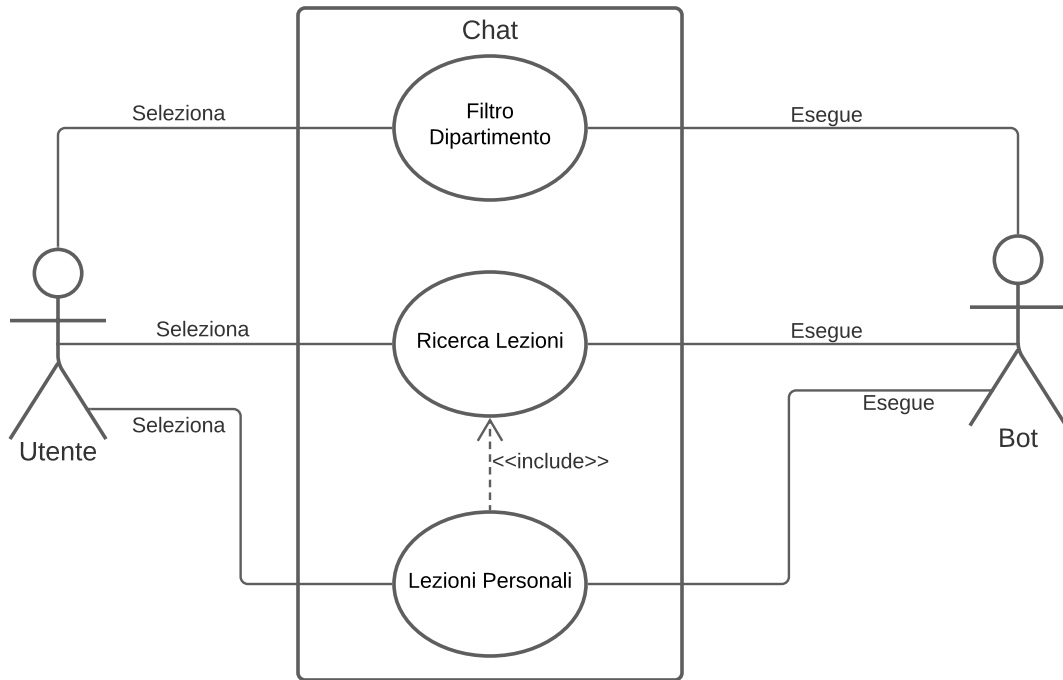 Chat
Seleziona
Filtro
Dipartimento
Esegue
Seleziona
Ricerca Lezioni
Esegue
Utente
Seleziona
<<include>>
Esegue
Bot
Lezioni Personali